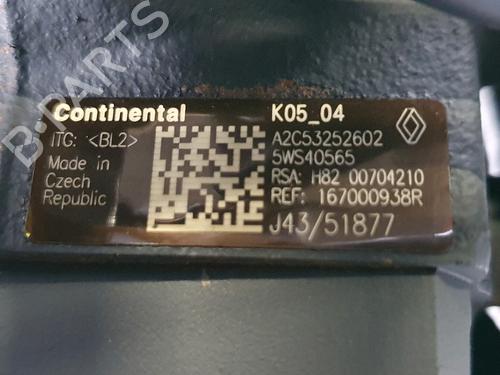 Continental
ITG: <BL2>
Made in
Czech
Republic
K05_04
A2C53252602
5WS40565
RSA: H82 00704210
REF: 167000938R
J43/51877
B-PARTS